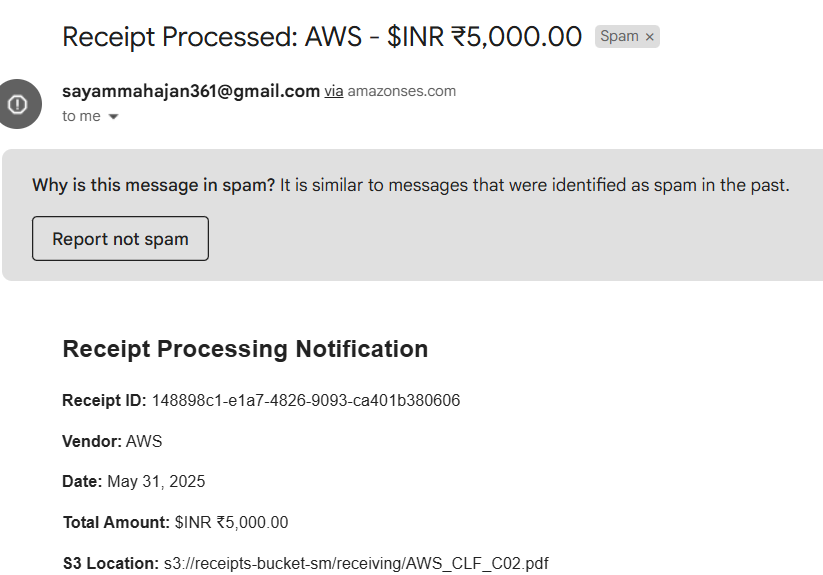 Receipt Processed: AWS - $INR ₹5,000.00 Spam ×
sayammahajan361@gmail.com via amazonses.com
to me
Why is this message in spam? It is similar to messages that were identified as spam in the past.
Report not spam
Receipt Processing Notification
Receipt ID: 148898c1-e1a7-4826-9093-ca401b380606
Vendor: AWS
Date: May 31, 2025
Total Amount: $INR ₹5,000.00
S3 Location: s3://receipts-bucket-sm/receiving/AWS_CLF_C02.pdf